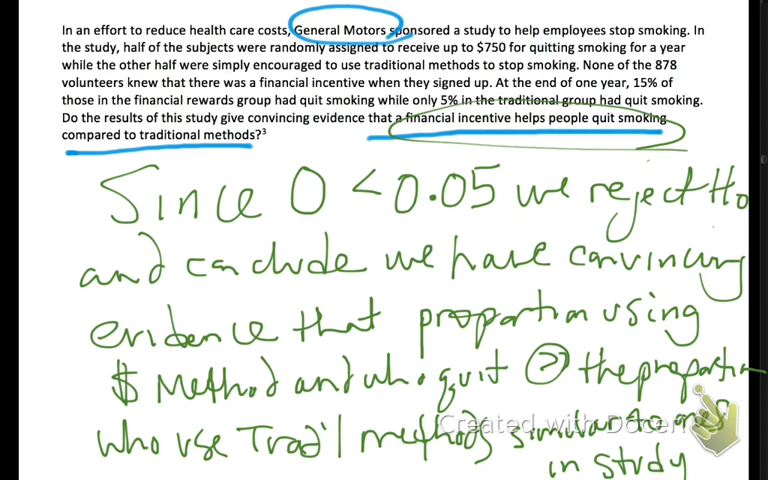 In an effort to reduce health care costs, General Motors sponsored a study to help employees stop smoking. In
the study, half of the subjects were randomly assigned to receive up to $750 for quitting smoking for a year
while the other half were simply encouraged to use traditional methods to stop smoking. None of the 878
volunteers knew that there was a financial incentive when they signed up. At the end of one year, 15% of
those in the financial rewards group had quit smoking while only 5% in the traditional group had quit smoking.
Do the results of this study give convincing evidence that a financial incentive helps people quit smoking
compared to traditional methods?³
Since 0 < 0.05 we reject Ho
and conclude we have convincing
evidence that proportion using
$ Method and who quit > the proportion
who use Trad'l methods similar to ones
in study
Created with Doceri